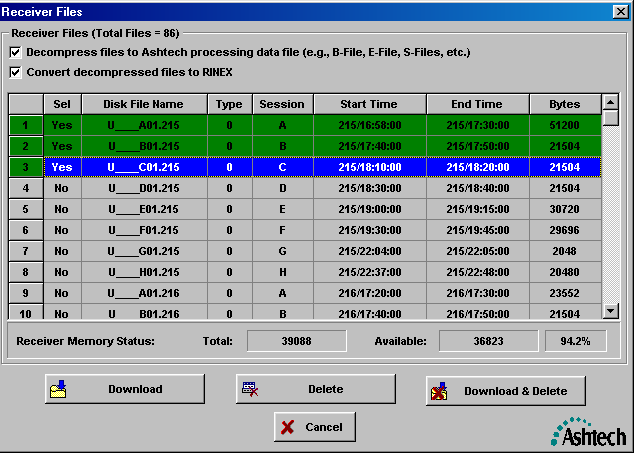 Receiver Files
Receiver Files (Total Files = 86)
Decompress files to Ashtech processing data file (e.g., B-File, E-File, S-Files, etc.)
Convert decompressed files to RINEX
Sel Disk File Name Type Session Start Time End Time Bytes
1 Yes U____A01.215 0 A 215/16:58:00 215/17:30:00 51200
2 Yes U____B01.215 0 B 215/17:40:00 215/17:50:00 21504
3 Yes U____C01.215 0 C 215/18:10:00 215/18:20:00 21504
4 No U____D01.215 0 D 215/18:30:00 215/18:40:00 21504
5 No U____E01.215 0 E 215/19:00:00 215/19:15:00 30720
6 No U____F01.215 0 F 215/19:30:00 215/19:45:00 29696
7 No U____G01.215 0 G 215/22:04:00 215/22:05:00 2048
8 No U____H01.215 0 H 215/22:37:00 215/22:48:00 20480
9 No U____A01.216 0 A 216/17:20:00 216/17:30:00 23552
10 No U____B01.216 0 B 216/17:40:00 216/17:50:00 21504
Receiver Memory Status: Total: 39088 Available: 36823 94.2%
Download Delete Download & Delete
Cancel
Ashtech